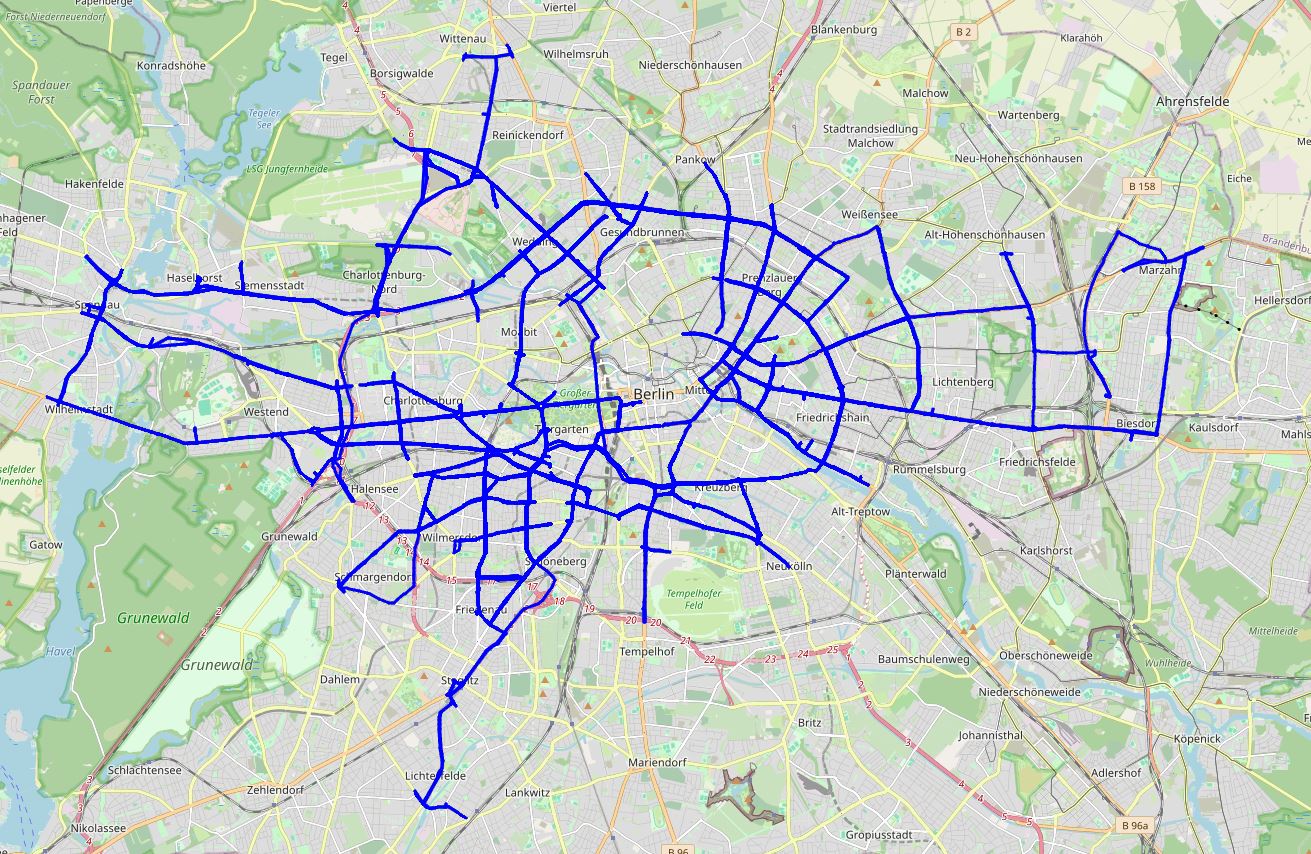 Papenberge
Forst Niederneuendorf
Viertel
Wittenau
Wilhelmsruh
Blankenburg
B 2
Klarahöh
Tegel
Konradshöhe
Borsigwalde
Niederschönhausen
Malchow
Ahrensfelde
Spandauer
Forst
Tegeler
See
Reinickendorf
Stadtrandsiedlung
Malchow
Wartenberg
Pankow
Neu-Hohenschönhausen
LSG Jungfernheide
Hakenfelde
B 158
Eiche
Weißensee
Alt-Hohenschönhausen
Gesundbrunnen
Marzahn
Haselhorst
Siemensstadt
Charlottenburg-
Nord
Prenzlauer
Berg
Hellersdorf
Spandau
Moabit
Lichtenberg
Berlin
Mitte
Großer
Tiergarten
Charlottenburg
Westend
Wilhelmstadt
Tiergarten
Friedrichshain
Biesdorf
Kaulsdorf
Mahls
Friedrichsfelde
Rummelsburg
Halensee
Kreuzberg
Alt-Treptow
Grunewald
Gatow
Wilmersdorf
Karlshorst
Schöneberg
Neukölln
Plänterwald
Schmargendorf
Friedenau
Tempelhofer
Feld
Grunewald
Havel
Grunewald
Tempelhof
Mittelheide
Oberschöneweide
Wuhlheide
Baumschulenweg
Dahlem
Steglitz
Niederschöneweide
Britz
Johannisthal
Köpenick
Schlachtensee
Mariendorf
Lichterfelde
Adlershof
Zehlendorf
Lankwitz
Nikolassee
Gropiusstadt
B 96a
B 96